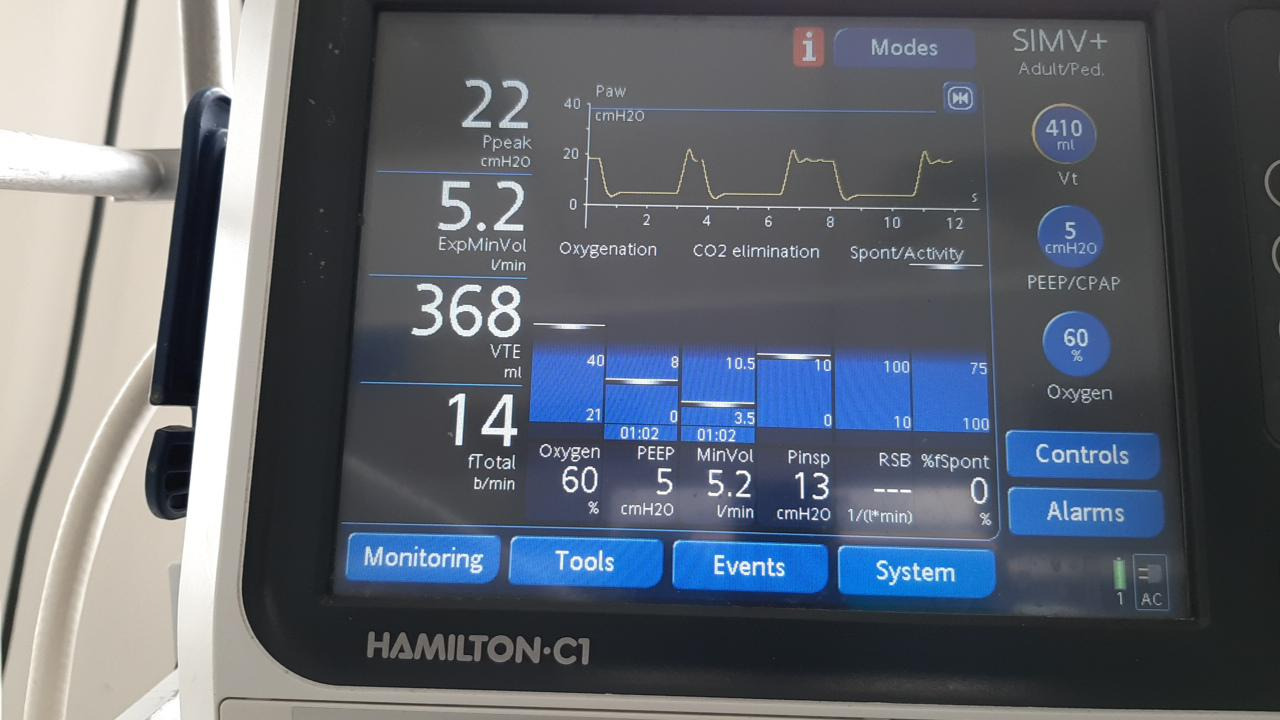 i
Modes
SIMV+
Adult/Ped.
22
Ppeak
cmH2O
5.2
ExpMinVol
l/min
368
VTE
ml
14
fTotal
b/min
Paw
cmH2O
40
20
0
2 4 6 8 10 12
s
Oxygenation CO2 elimination Spont/Activity
40 8 10.5 10 100 75
21 0 3.5 0 10 100
01:02 01:02
Oxygen PEEP MinVol Pinsp RSB %fSpont
60 5 5.2 13 --- 0
% cmH2O l/min cmH2O 1/(l*min) %
410
ml
Vt
5
cmH2O
PEEP/CPAP
60
%
Oxygen
Controls
Alarms
Monitoring Tools Events System
1 AC
HAMILTON·C1